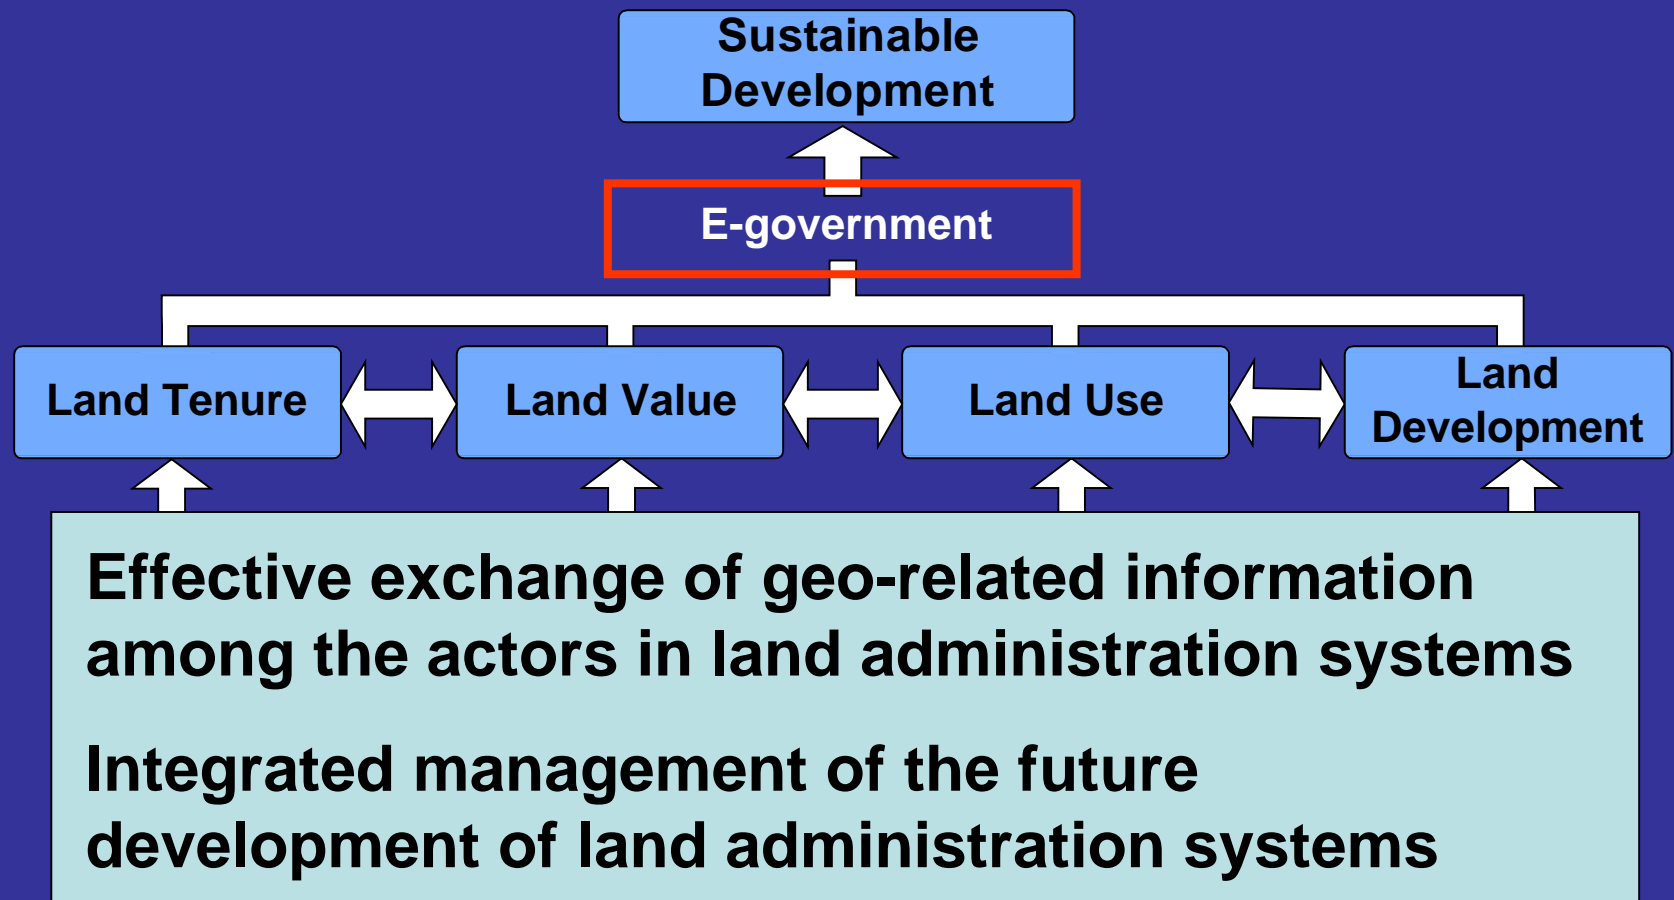 Sustainable
Development
E-government
Land Tenure
Land Value
Land Use
Land
Development
Effective exchange of geo-related information
among the actors in land administration systems
Integrated management of the future
development of land administration systems